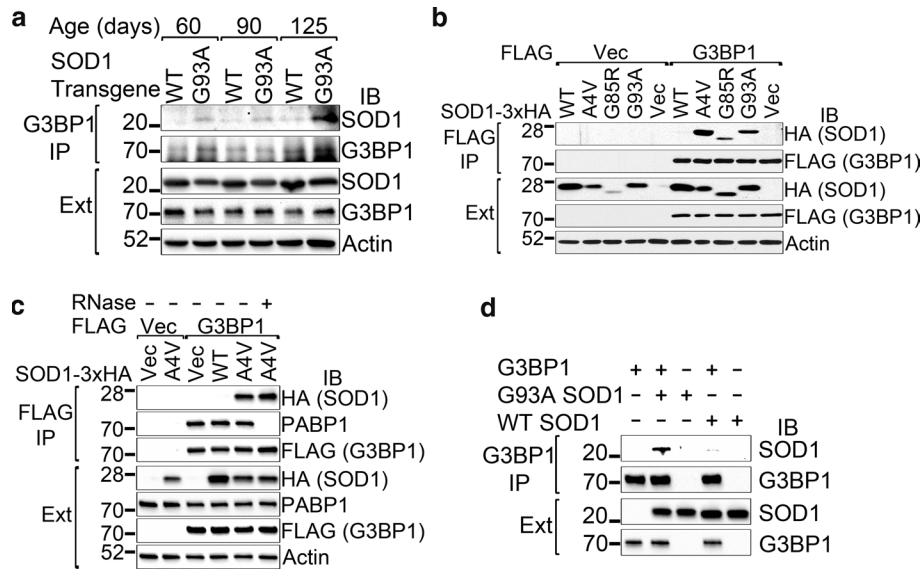 a
Age (days) 60 90 125
SOD1
Transgene WT G93A WT G93A WT G93A IB
G3BP1 IP 20 SOD1
70 G3BP1
Ext 20 SOD1
70 G3BP1
52 Actin
b
FLAG Vec G3BP1
SOD1-3xHA WT A4V G85R G93A Vec WT A4V G85R G93A Vec IB
FLAG IP 28 HA (SOD1)
70 FLAG (G3BP1)
Ext 28 HA (SOD1)
70 FLAG (G3BP1)
52 Actin
c
RNase – – – – – +
FLAG Vec G3BP1
SOD1-3xHA Vec A4V Vec WT A4V A4V IB
FLAG IP 28 HA (SOD1)
70 PABP1
70 FLAG (G3BP1)
Ext 28 HA (SOD1)
70 PABP1
70 FLAG (G3BP1)
52 Actin
d
G3BP1 + + – + –
G93A SOD1 – + + – –
WT SOD1 – – – + + IB
G3BP1 IP 20 SOD1
70 G3BP1
Ext 20 SOD1
70 G3BP1